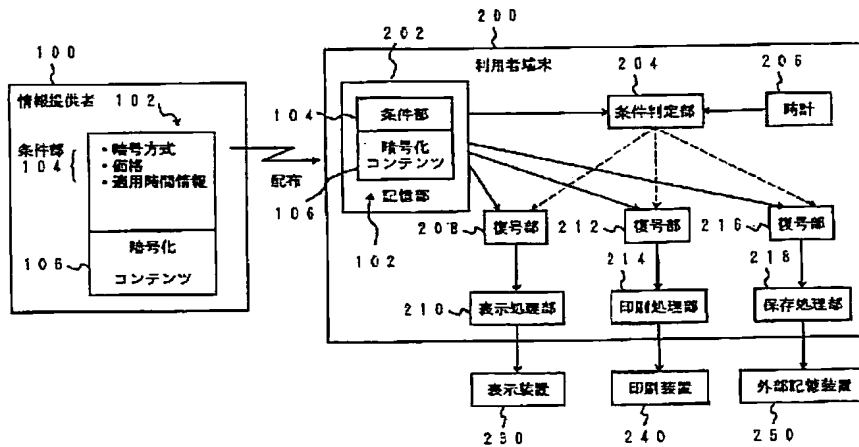 100
情報提供者
102
条件部
104
・暗号方式
・価格
・適用時間情報
106
暗号化
コンテンツ
配布
200
利用者端末
202
104
条件部
暗号化
コンテンツ
106
記憶部
102
204
条件判定部
206
時計
208
復号部
212
復号部
216
復号部
210
表示処理部
214
印刷処理部
218
保存処理部
表示装置
230
印刷装置
240
外部記憶装置
250